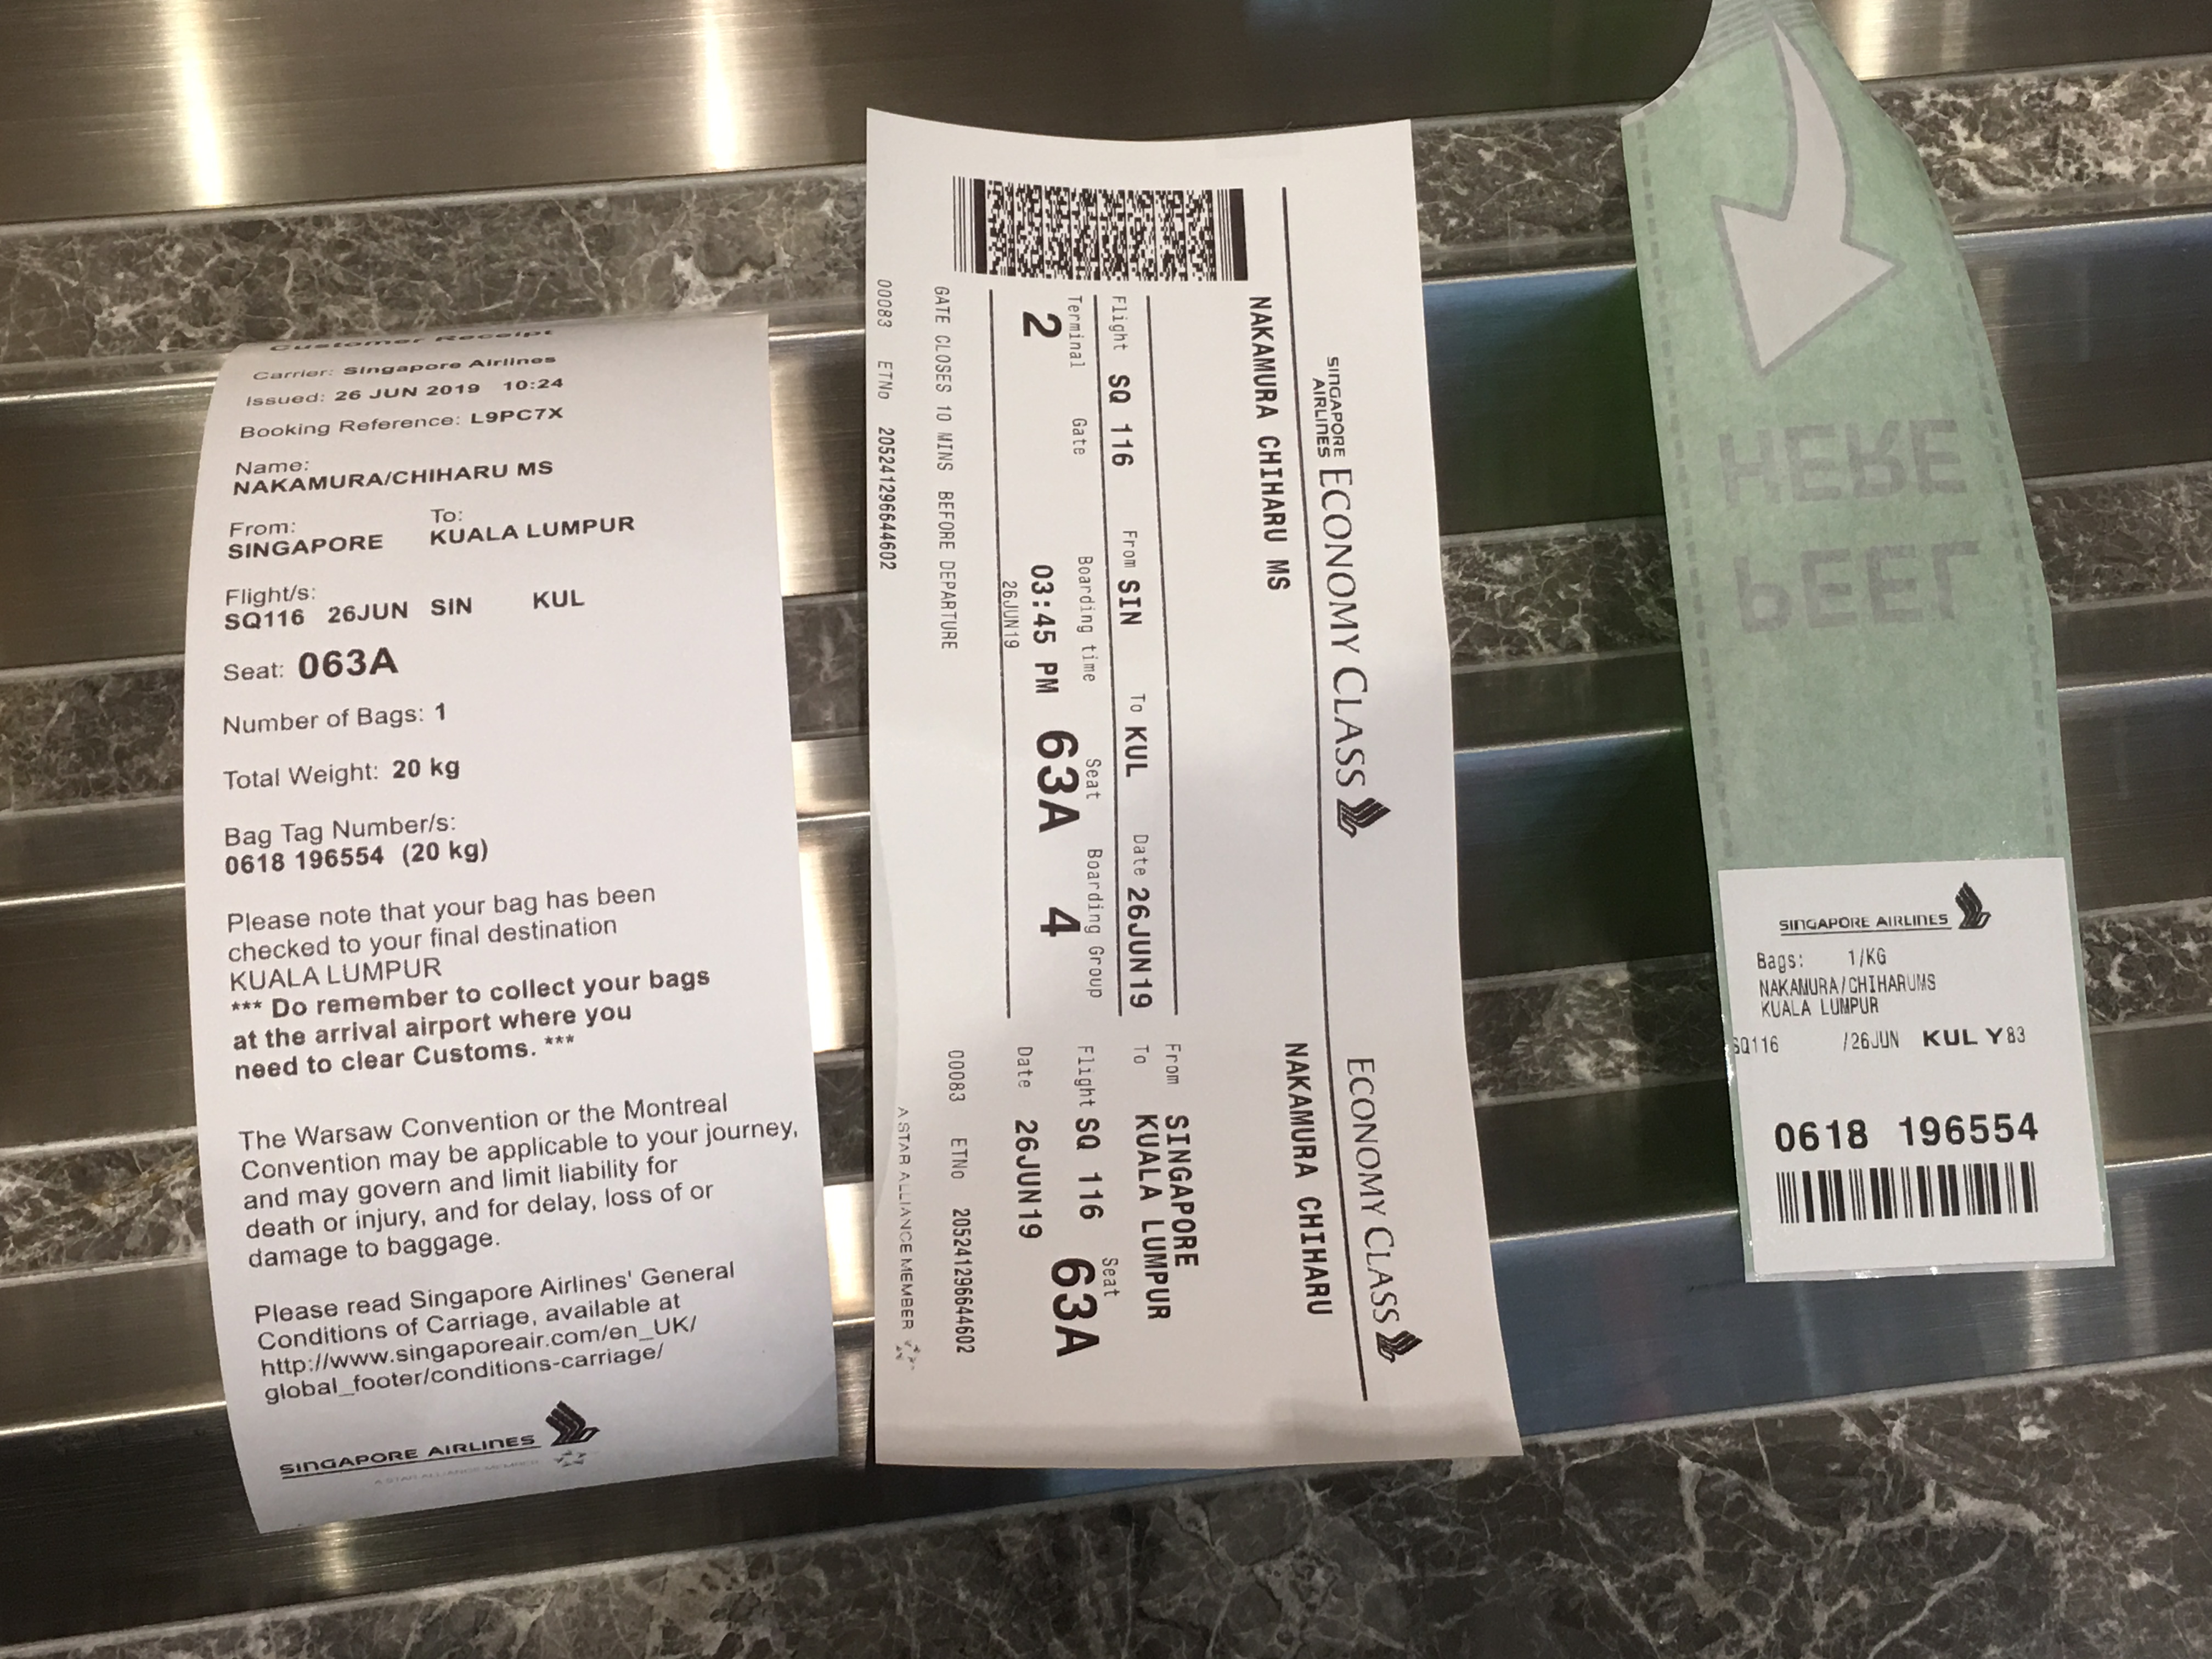 Customer Receipt
Carrier: Singapore Airlines
Issued: 26 JUN 2019 10:24
Booking Reference: L9PC7X
Name:
NAKAMURA/CHIHARU MS
From: To:
SINGAPORE KUALA LUMPUR
Flight/s:
SQ116 26JUN SIN KUL
Seat: 063A
Number of Bags: 1
Total Weight: 20 kg
Bag Tag Number/s:
0618 196554 (20 kg)
Please note that your bag has been
checked to your final destination
KUALA LUMPUR
*** Do remember to collect your bags
at the arrival airport where you
need to clear Customs. ***
The Warsaw Convention or the Montreal
Convention may be applicable to your journey,
and may govern and limit liability for
death or injury, and for delay, loss of or
damage to baggage.
Please read Singapore Airlines' General
Conditions of Carriage, available at
http://www.singaporeair.com/en_UK/
global_footer/conditions-carriage/
SINGAPORE AIRLINES
A STAR ALLIANCE MEMBER
SINGAPORE AIRLINES ECONOMY CLASS
NAKAMURA CHIHARU MS
Flight SQ 116 From SIN To KUL Date 26JUN19
Terminal Gate Boarding time Seat Boarding Group
2 03:45 PM 63A 4
26JUN19
GATE CLOSES 10 MINS BEFORE DEPARTURE
00083 ETNo 205241296644602
ECONOMY CLASS
NAKAMURA CHIHARU
From SINGAPORE
To KUALA LUMPUR
Seat
Flight SQ 116 63A
Date 26JUN19
00083 ETNo 205241296644602
A STAR ALLIANCE MEMBER
PEEL
HERE
SINGAPORE AIRLINES
Bags: 1/KG
NAKAMURA/CHIHARUMS
KUALA LUMPUR
SQ116 /26JUN KUL Y83
0618 196554